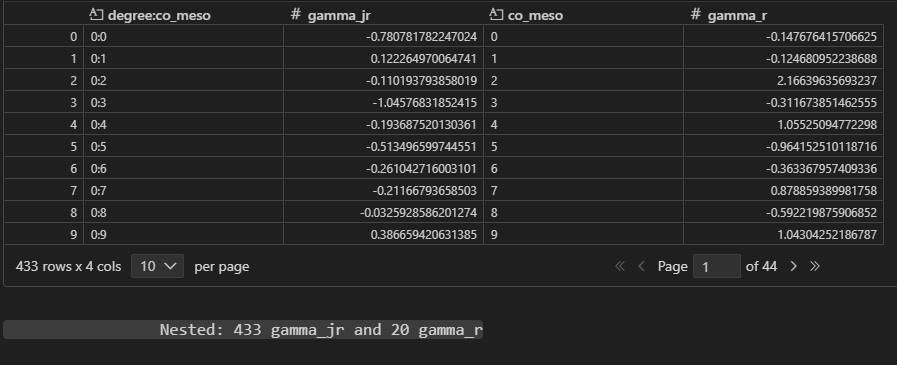 degree:co_meso # gamma_jr co_meso # gamma_r
0 0:0 -0.780781782247024 0 -0.147676415706625
1 0:1 0.122264970064741 1 -0.124680952238688
2 0:2 -0.110193793858019 2 2.16639635693237
3 0:3 -1.04576831852415 3 -0.311673851462555
4 0:4 -0.193687520130361 4 1.05525094772298
5 0:5 -0.513496599744551 5 -0.964152510118716
6 0:6 -0.261042716003101 6 -0.363367957409336
7 0:7 -0.21166793658503 7 0.878859389981758
8 0:8 -0.0325928586201274 8 -0.592219875906852
9 0:9 0.386659420631385 9 1.04304252186787
433 rows x 4 cols 10 per page Page 1 of 44
Nested: 433 gamma_jr and 20 gamma_r